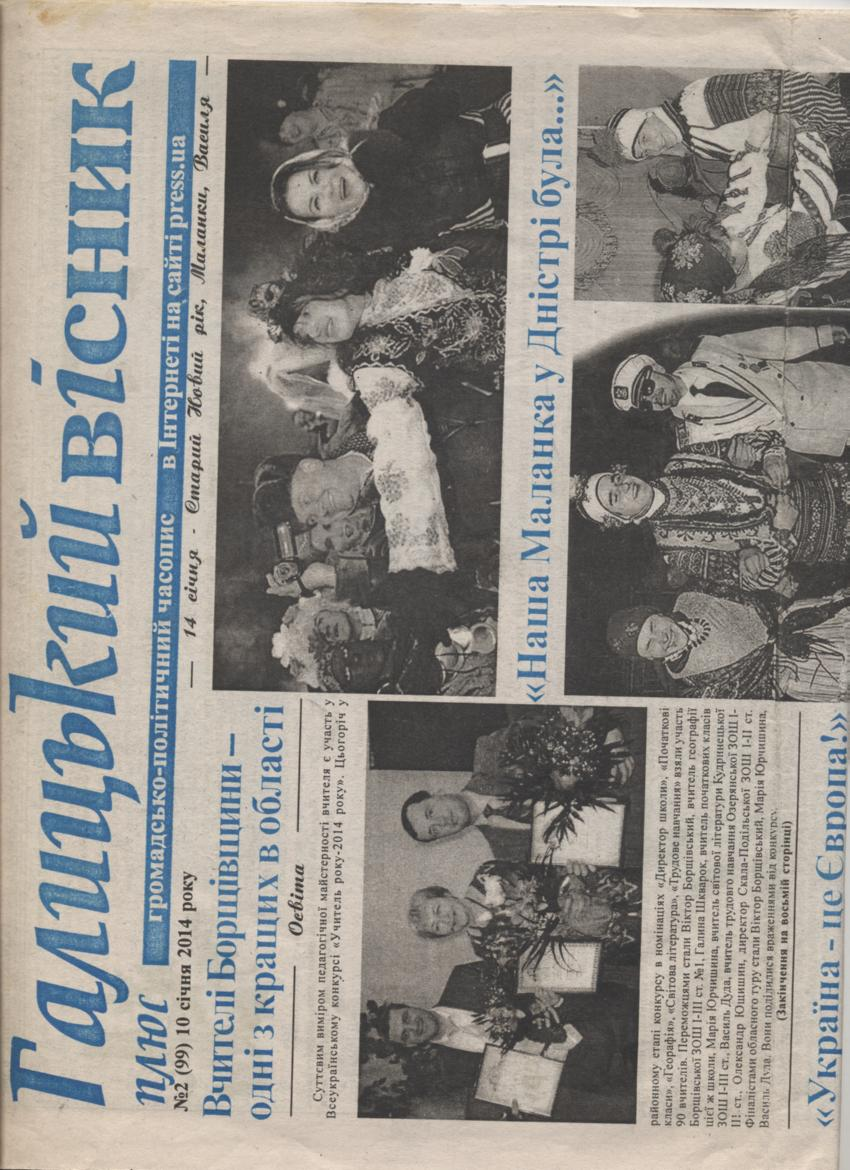 Галицький вісник
плюс
громадсько-політичний часопис в Інтернеті на сайті press.ua
№2 (99) 10 січня 2014 року
14 січня - Старий Новий рік, Маланки, Василя
Вчителі Борщівщини –
одні з кращих в області
Освіта
Суттєвим виміром педагогічної майстерності вчителя є участь у
Всеукраїнському конкурсі «Учитель року-2014 року». Цьогоріч у
районному етапі конкурсу в номінаціях «Директор школи», «Початкові
класи», «Географія», «Світова література», «Трудове навчання» взяли участь
90 вчителів. Переможцями стали Віктор Борщівський, вчитель географії
Борщівської ЗОШ І-ІІІ ст. №1, Галина Шкварок, вчитель початкових класів
цієї ж школи, Марія Юрчишина, вчитель світової літератури Кудринецької
ЗОШ І-ІІІ ст., Василь Дуда, вчитель трудового навчання Озерянської ЗОШ І-
ІІІ ст., Олександр Юшишин, директор Скала-Подільської ЗОШ І-ІІ ст.
Фіналістами обласного туру стали Віктор Борщівський, Марія Юрчишина,
Василь Дуда. Вони поділилися враженнями від конкурсу.
(Закінчення на восьмій сторінці)
«Наша Маланка у Дністрі була...»
«Україна - це Європа!»